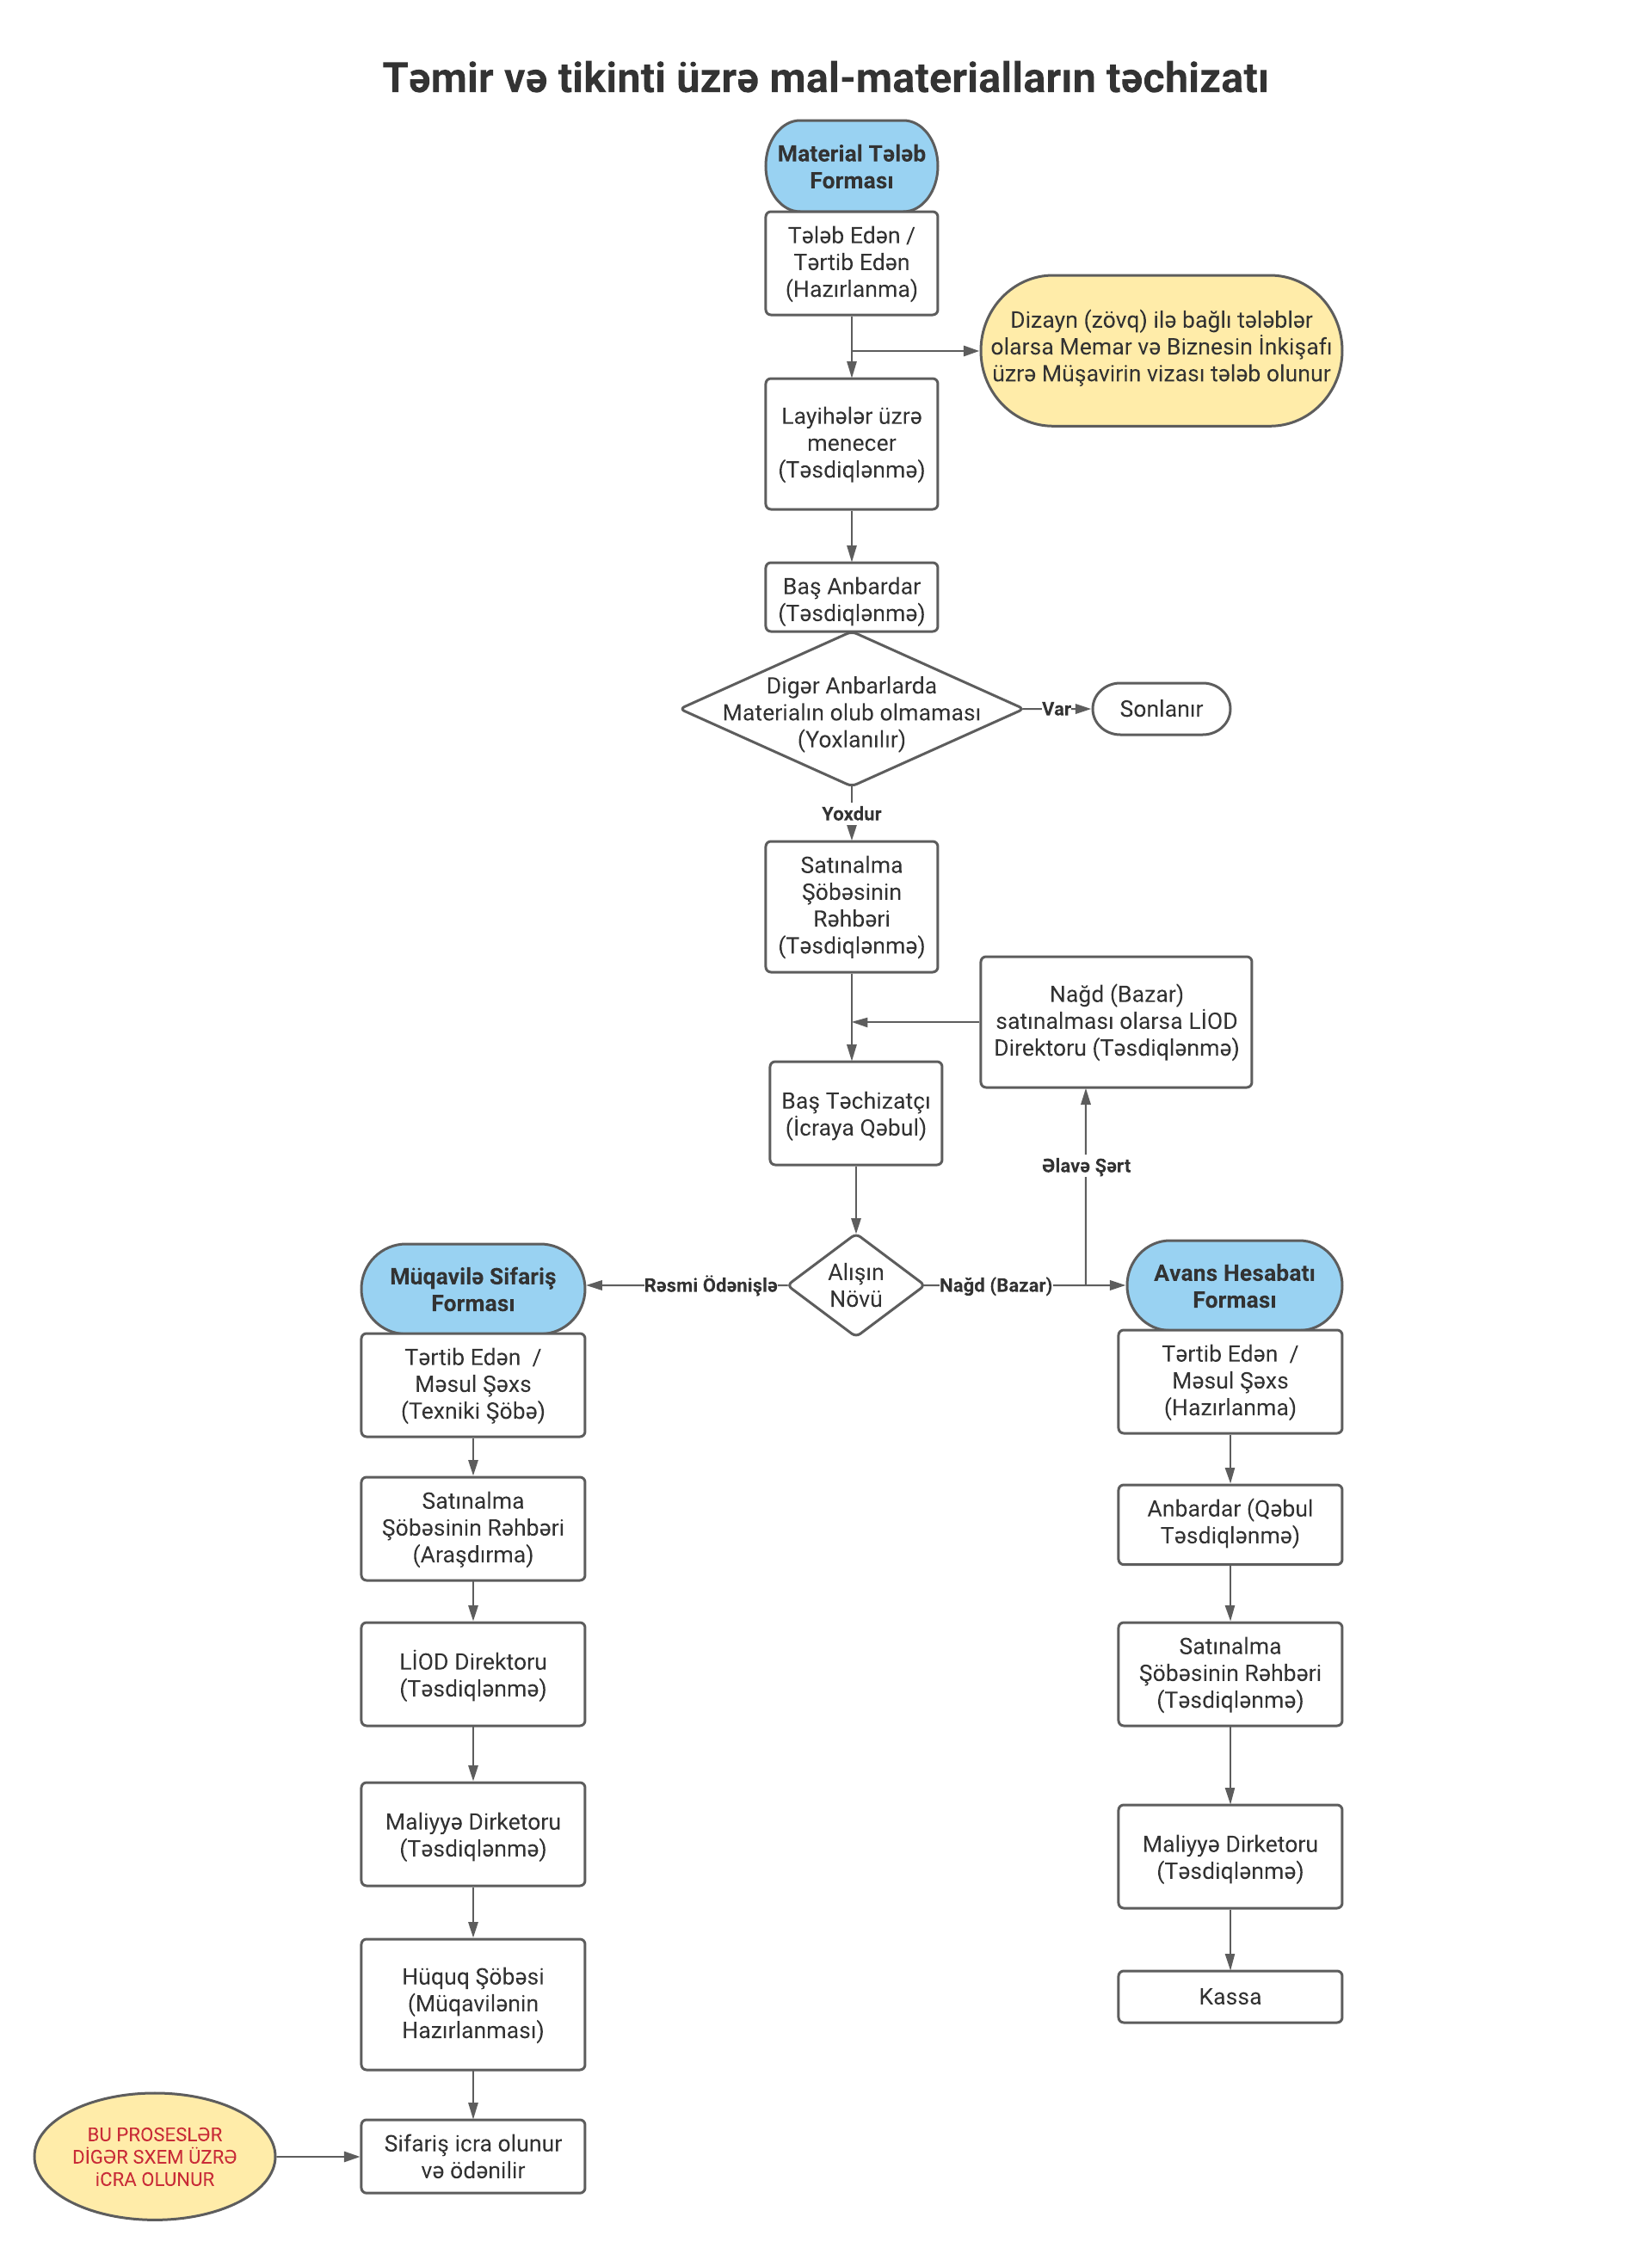 Təmir və tikinti üzrə mal-materialların təchizatı
Material Tələb
Forması
Tələb Edən /
Tərtib Edən
(Hazırlanma)
Dizayn (zövq) ilə bağlı tələblər
olarsa Memar və Biznesin İnkişafı
üzrə Müşavirin vizası tələb olunur
Layihələr üzrə
menecer
(Təsdiqlənmə)
Baş Anbardar
(Təsdiqlənmə)
Digər Anbarlarda
Materialın olub olmaması
(Yoxlanılır)
Var
Sonlanır
Yoxdur
Satınalma
Şöbəsinin
Rəhbəri
(Təsdiqlənmə)
Nağd (Bazar)
satınalması olarsa LİOD
Direktoru (Təsdiqlənmə)
Baş Təchizatçı
(İcraya Qəbul)
Əlavə Şərt
Alışın
Növü
Rəsmi Ödənişlə
Nağd (Bazar)
Müqavilə Sifariş
Forması
Tərtib Edən  /
Məsul Şəxs
(Texniki Şöbə)
Satınalma
Şöbəsinin Rəhbəri
(Araşdırma)
LİOD Direktoru
(Təsdiqlənmə)
Maliyyə Dirketoru
(Təsdiqlənmə)
Hüquq Şöbəsi
(Müqavilənin
Hazırlanması)
Sifariş icra olunur
və ödənilir
BU PROSESLƏR
DİGƏR SXEM ÜZRƏ
iCRA OLUNUR
Avans Hesabatı
Forması
Tərtib Edən  /
Məsul Şəxs
(Hazırlanma)
Anbardar (Qəbul
Təsdiqlənmə)
Satınalma
Şöbəsinin Rəhbəri
(Təsdiqlənmə)
Maliyyə Dirketoru
(Təsdiqlənmə)
Kassa